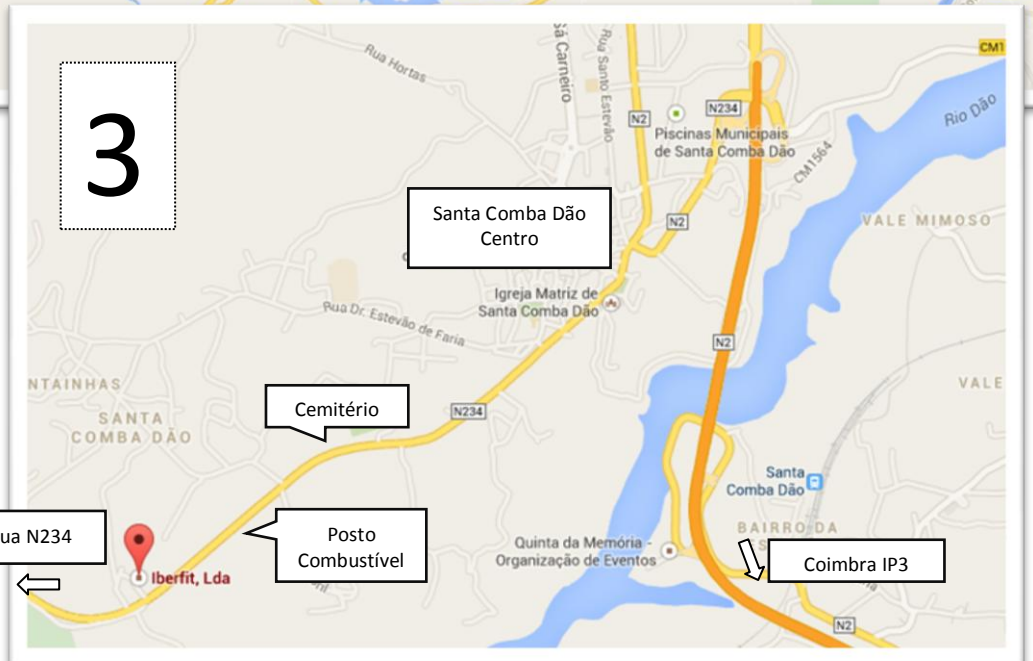 3
Rua Hortas
Sá Carneiro
Rua Santo Estevão
N2
N234
CM1
Rio Dão
Piscinas Municipais
de Santa Comba Dão
CM1564
Santa Comba Dão
Centro
N2
VALE MIMOSO
Igreja Matriz de
Santa Comba Dão
Rua Dr. Estevão de Faria
N2
NTAINHAS
SANTA
COMBA DÃO
Cemitério
N234
VALE
Santa
Comba Dão
ua N234
Posto
Combustível
BAIRRO DA
Quinta da Memória -
Organização de Eventos
Coimbra IP3
Iberfit, Lda
N2